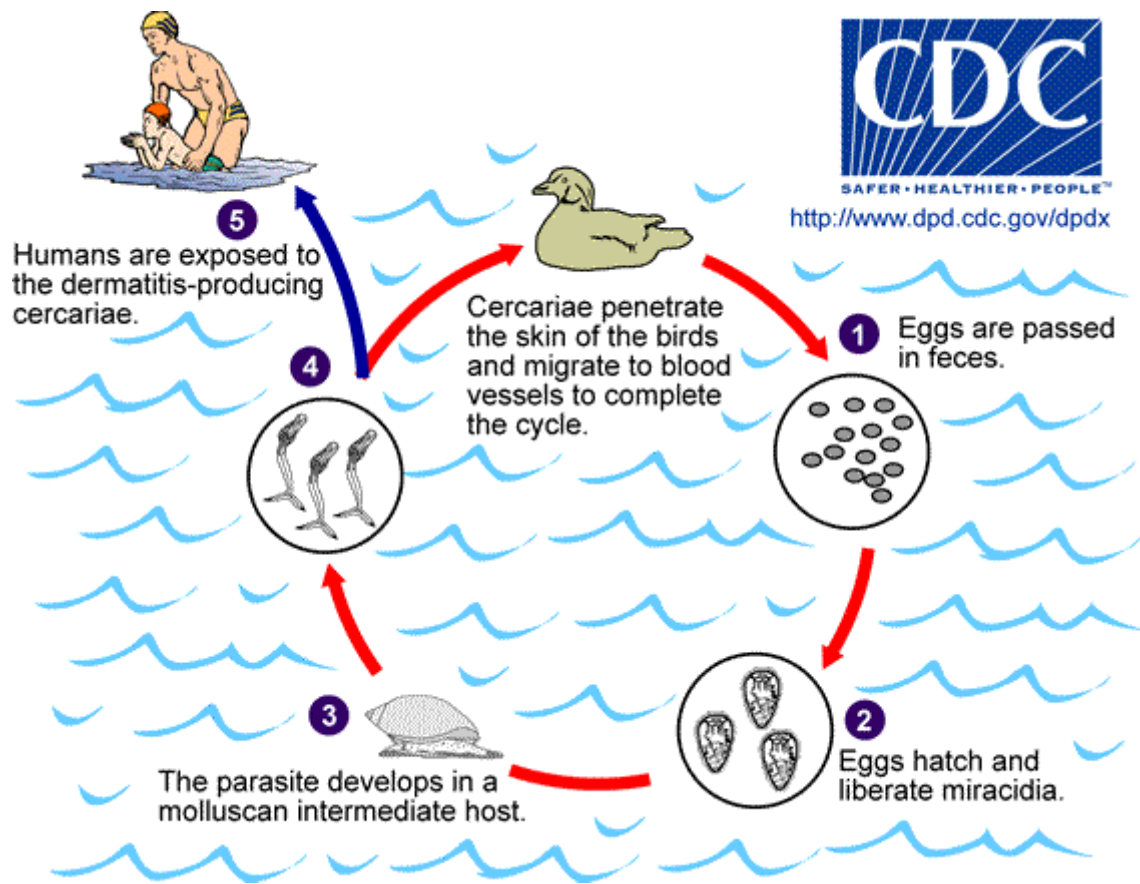 CDC
SAFER • HEALTHIER • PEOPLE™
http://www.dpd.cdc.gov/dpdx
5
Humans are exposed to
the dermatitis-producing
cercariae.
Cercariae penetrate
the skin of the birds
and migrate to blood
vessels to complete
the cycle.
1
Eggs are passed
in feces.
4
3
The parasite develops in a
molluscan intermediate host.
2
Eggs hatch and
liberate miracidia.